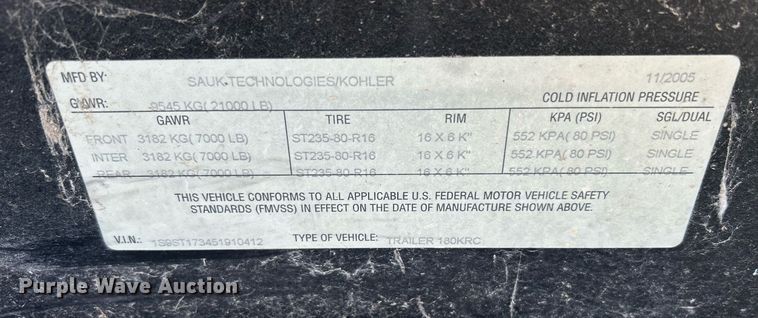 MFD BY: SAUK TECHNOLOGIES/KOHLER 11/2005
GVWR: 9545 KG( 21000 LB) COLD INFLATION PRESSURE
GAWR TIRE RIM KPA (PSI) SGL/DUAL
FRONT 3182 KG( 7000 LB) ST235-80-R16 16 X 6 K" 552 KPA( 80 PSI) SINGLE
INTER 3182 KG( 7000 LB) ST235-80-R16 16 X 6 K" 552 KPA( 80 PSI) SINGLE
REAR 3182 KG( 7000 LB) ST235-80-R16 16 X 6 K" 552 KPA( 80 PSI) SINGLE
THIS VEHICLE CONFORMS TO ALL APPLICABLE U.S. FEDERAL MOTOR VEHICLE SAFETY
STANDARDS (FMVSS) IN EFFECT ON THE DATE OF MANUFACTURE SHOWN ABOVE.
V.I.N.: 1S9ST173451910412 TYPE OF VEHICLE: TRAILER 180KRC
Purple Wave Auction